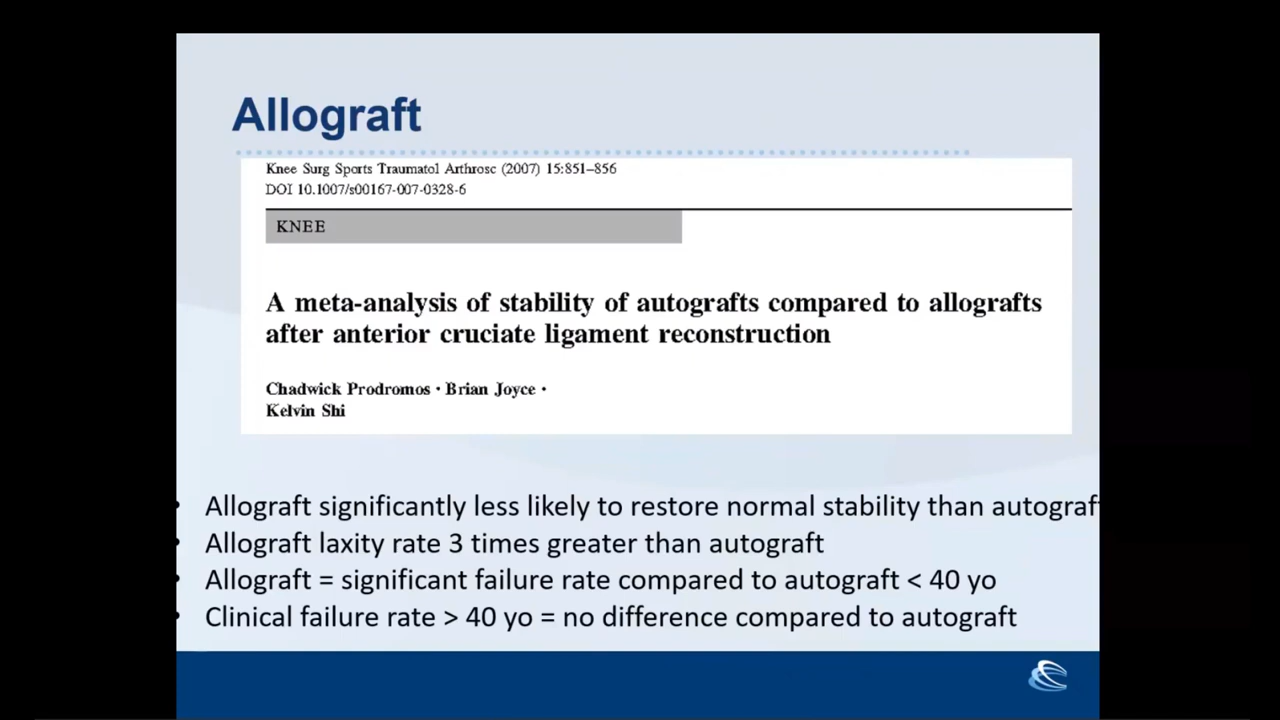 Allograft
Knee Surg Sports Traumatol Arthrosc (2007) 15:851–856
DOI 10.1007/s00167-007-0328-6
KNEE
A meta-analysis of stability of autografts compared to allografts
after anterior cruciate ligament reconstruction
Chadwick Prodromos · Brian Joyce ·
Kelvin Shi
• Allograft significantly less likely to restore normal stability than autograft
• Allograft laxity rate 3 times greater than autograft
• Allograft = significant failure rate compared to autograft < 40 yo
• Clinical failure rate > 40 yo = no difference compared to autograft